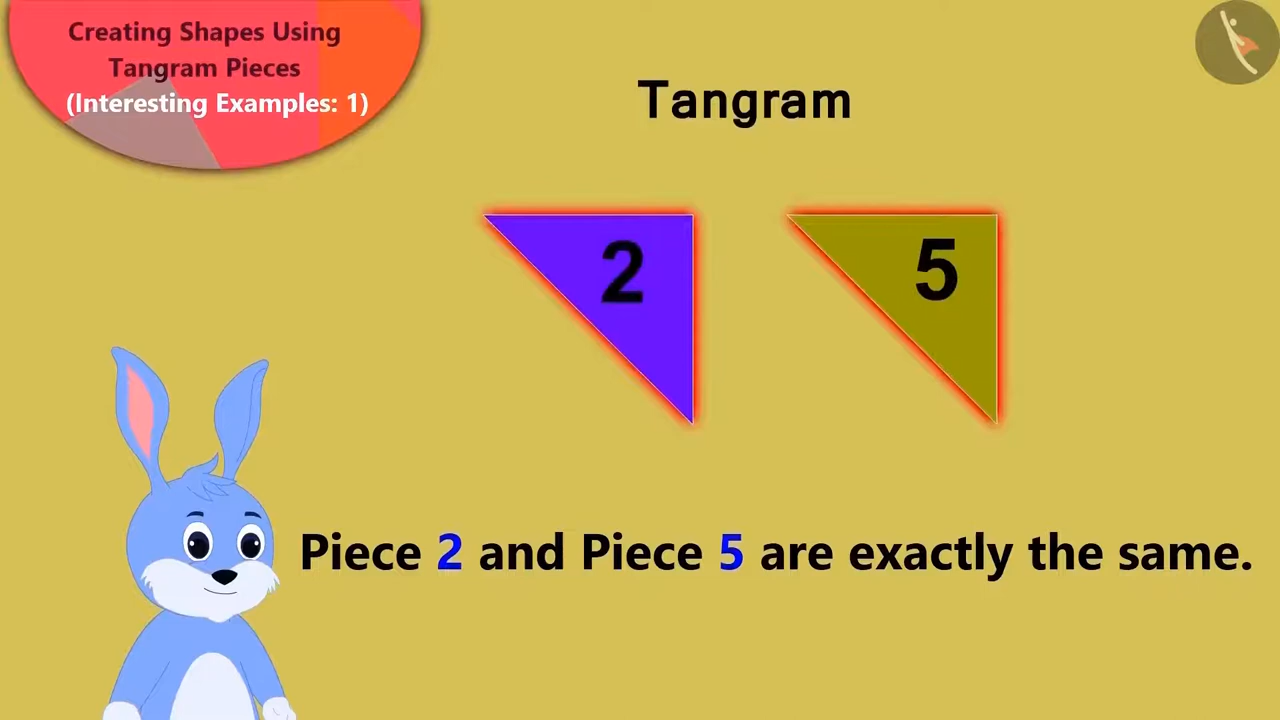 Creating Shapes Using
Tangram Pieces
(Interesting Examples: 1)
Tangram
2
5
Piece 2 and Piece 5 are exactly the same.